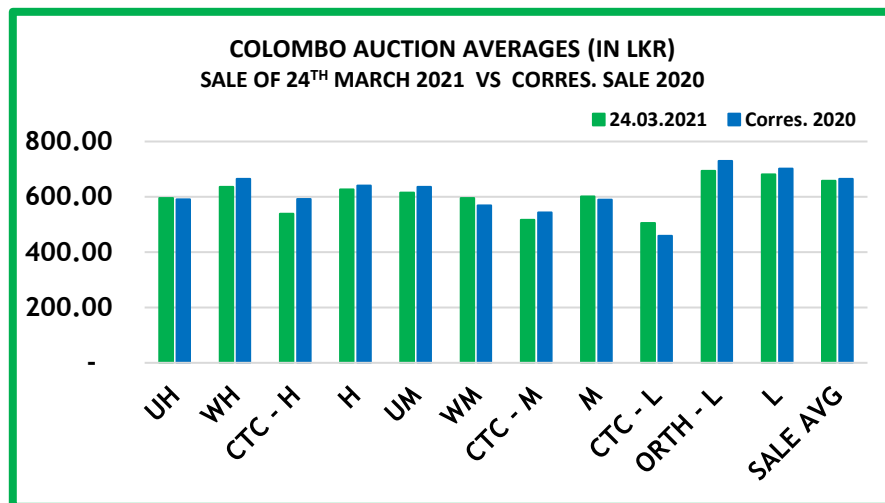 COLOMBO AUCTION AVERAGES (IN LKR)
SALE OF 24TH MARCH 2021 VS CORRES. SALE 2020
24.03.2021 Corres. 2020
800.00
600.00
400.00
200.00
-
UH WH CTC - H H UM WM CTC - M M CTC - L ORTH - L L SALE AVG